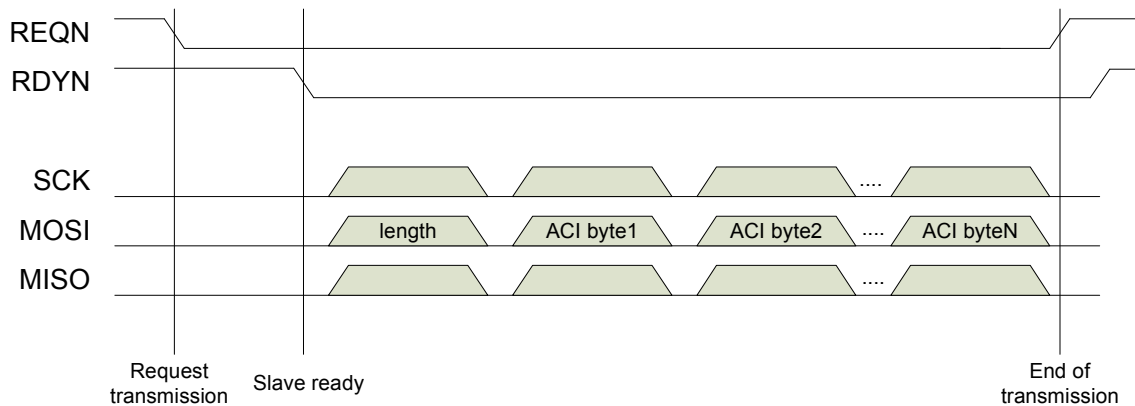 REQN
RDYN
SCK
....
MOSI
length
ACI byte1
ACI byte2
....
ACI byteN
MISO
....
Request
transmission
Slave ready
End of
transmission